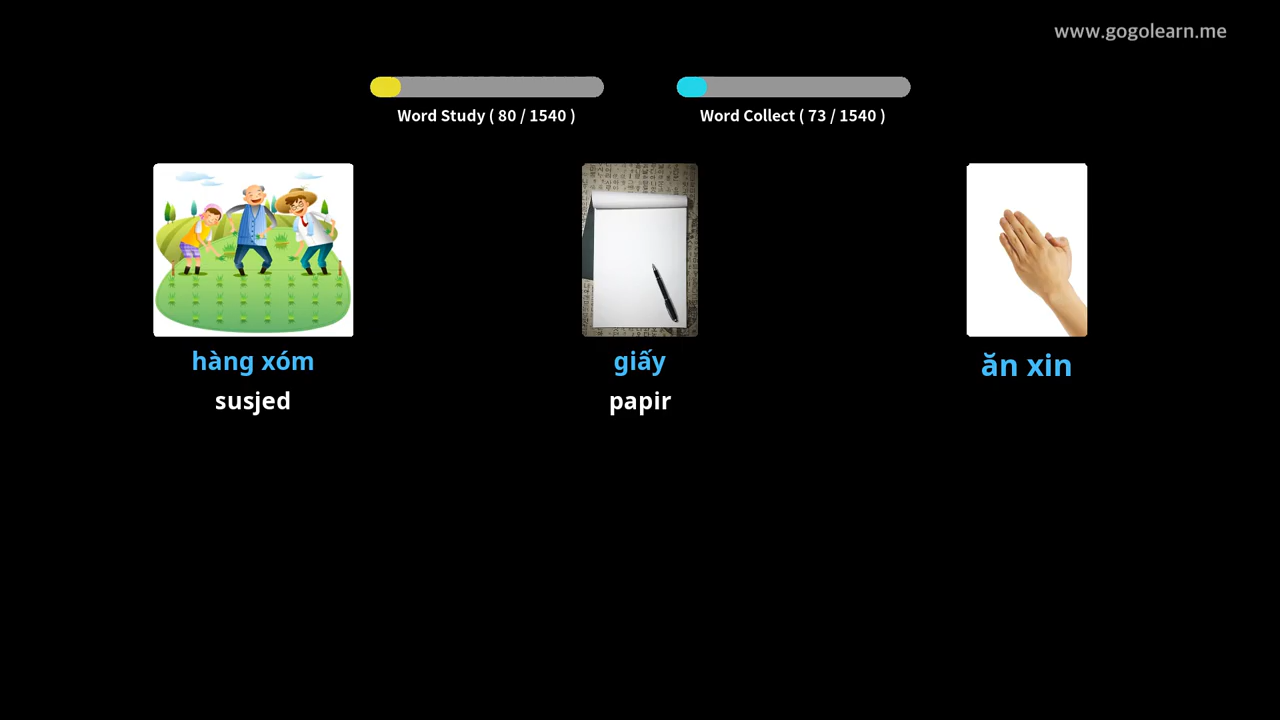 www.gogolearn.me
Word Study ( 80 / 1540 )
Word Collect ( 73 / 1540 )
hàng xóm
susjed
giấy
papir
ăn xin